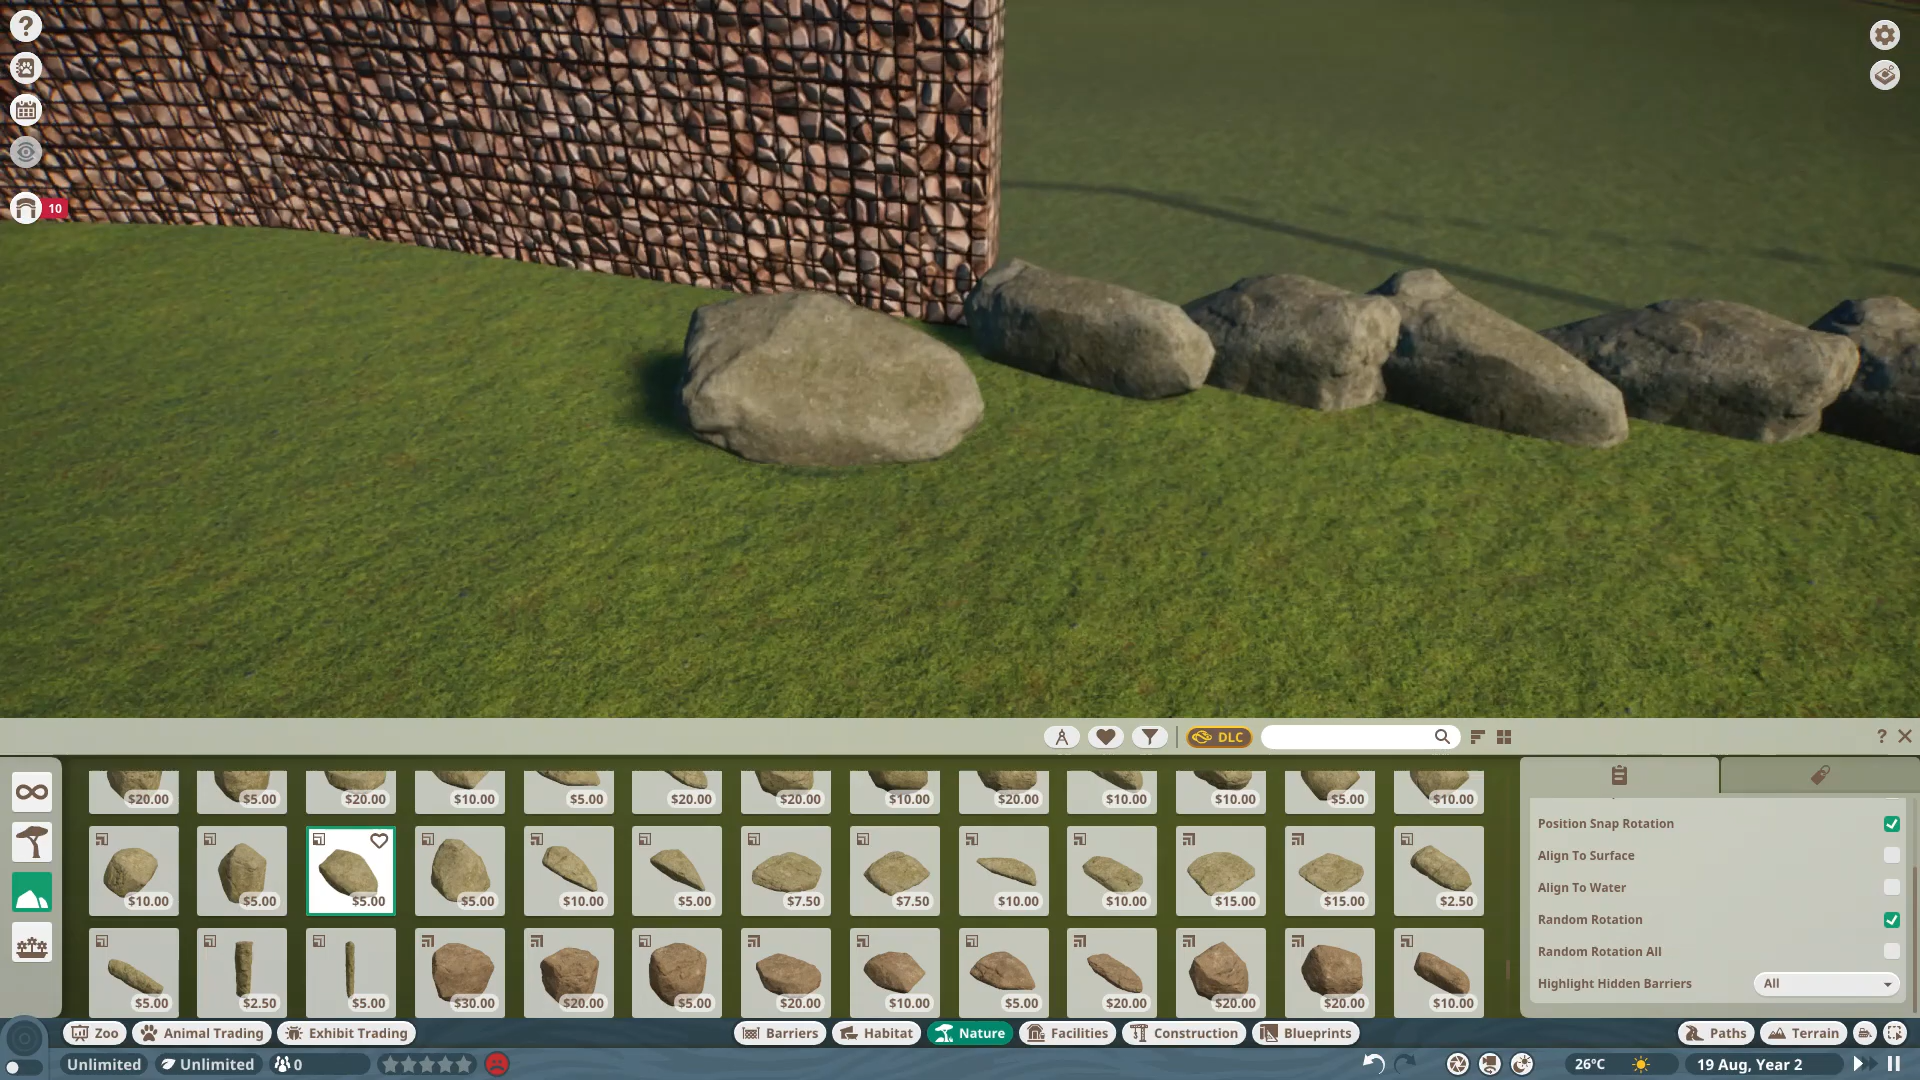 ?
10
DLC
?
$20.00 $5.00 $20.00 $10.00 $5.00 $20.00 $20.00 $10.00 $20.00 $10.00 $10.00 $5.00 $10.00
$10.00 $5.00 $5.00 $5.00 $10.00 $5.00 $7.50 $7.50 $10.00 $10.00 $15.00 $15.00 $2.50
$5.00 $2.50 $5.00 $30.00 $20.00 $5.00 $20.00 $10.00 $5.00 $20.00 $20.00 $20.00 $10.00
Position Snap Rotation
Align To Surface
Align To Water
Random Rotation
Random Rotation All
Highlight Hidden Barriers All
Zoo Animal Trading Exhibit Trading Barriers Habitat Nature Facilities Construction Blueprints Paths Terrain
Unlimited Unlimited 0 26°C 19 Aug, Year 2